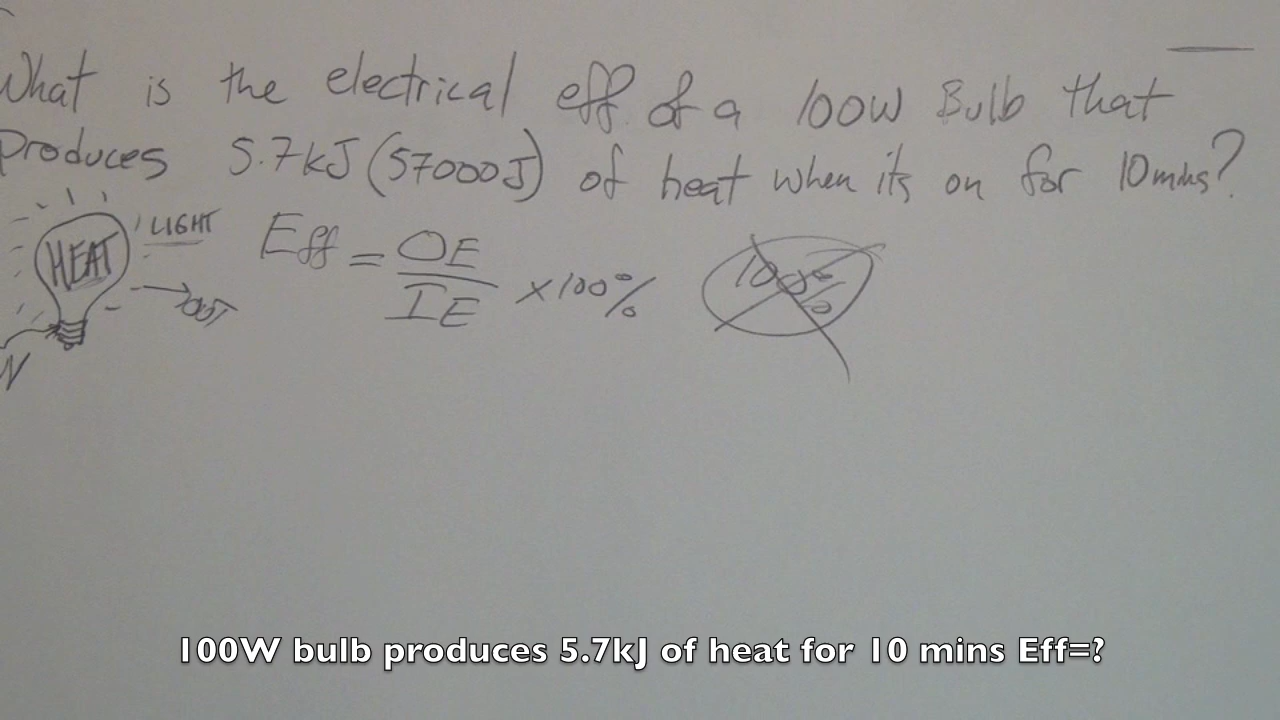 What is the electrical eff. of a 100W Bulb that
Produces 5.7kJ (57000J) of heat when its on for 10mins?
HEAT
LIGHT
OUT
IN
Eff = OE
IE
×100%
100%
100W bulb produces 5.7kJ of heat for 10 mins Eff=?